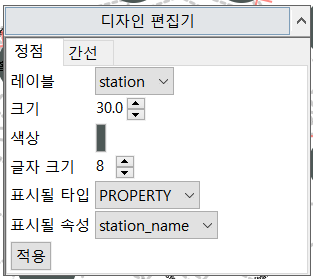 디자인 편집기
정점 간선
레이블 station
크기 30.0
색상
글자 크기 8
표시될 타입 PROPERTY
표시될 속성 station_name
적용